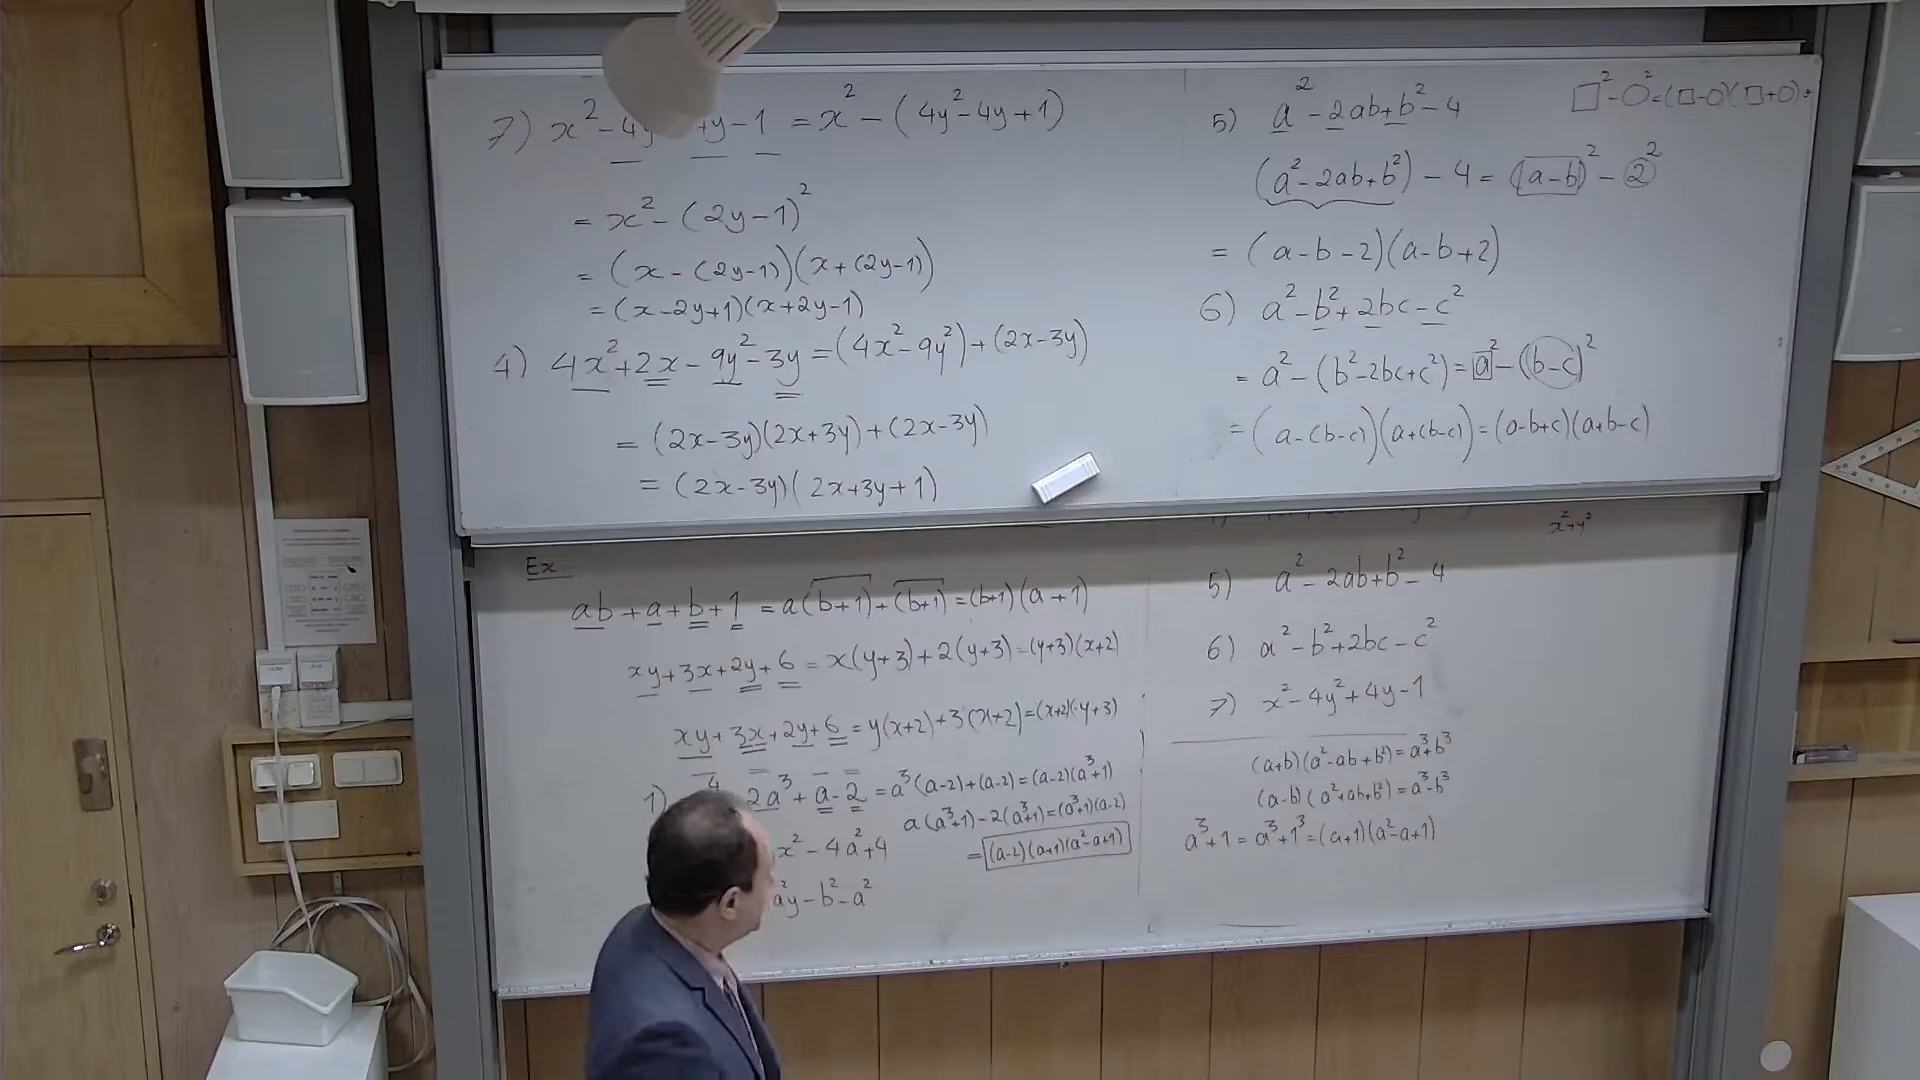 7) x² - 4y² + y - 1 = x² - (4y² - 4y + 1)
= x² - (2y - 1)²
= (x - (2y-1))(x + (2y-1))
= (x - 2y + 1)(x + 2y - 1)
4) 4x² + 2x - 9y² - 3y = (4x² - 9y²) + (2x - 3y)
= (2x - 3y)(2x + 3y) + (2x - 3y)
= (2x - 3y)(2x + 3y + 1)
□² - ○² = (□ - ○)(□ + ○)
5) a² - 2ab + b² - 4
(a² - 2ab + b²) - 4 = (a - b)² - 2²
= (a - b - 2)(a - b + 2)
6) a² - b² + 2bc - c²
= a² - (b² - 2bc + c²) = a² - (b - c)²
= (a - (b-c))(a + (b-c)) = (a - b + c)(a + b - c)
Ex
ab + a + b + 1 = a(b+1) + (b+1) = (b+1)(a+1)
xy + 3x + 2y + 6 = x(y+3) + 2(y+3) = (y+3)(x+2)
xy + 3x + 2y + 6 = y(x+2) + 3(x+2) = (x+2)(y+3)
1) 2a³ + a - 2 = a³(a-2) + (a-2) = (a-2)(a³+1)
a(a³+1) - 2(a³+1) = (a³+1)(a-2)
= (a-2)(a+1)(a²-a+1)
x² - 4a² + 4
a²y - b² - a²
x² + y²
5) a² - 2ab + b² - 4
6) a² - b² + 2bc - c²
7) x² - 4y² + 4y - 1
(a+b)(a² - ab + b²) = a³ + b³
(a-b)(a² + ab + b²) = a³ - b³
a³ + 1 = a³ + 1³ = (a+1)(a² - a + 1)